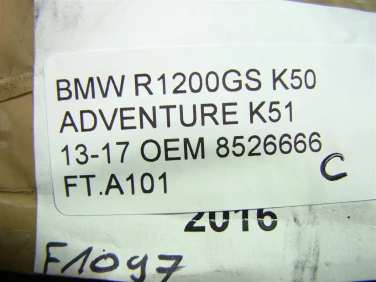 BMW R1200GS K50
ADVENTURE K51
13-17 OEM 8526666
FT.A101
C
2016
F1097